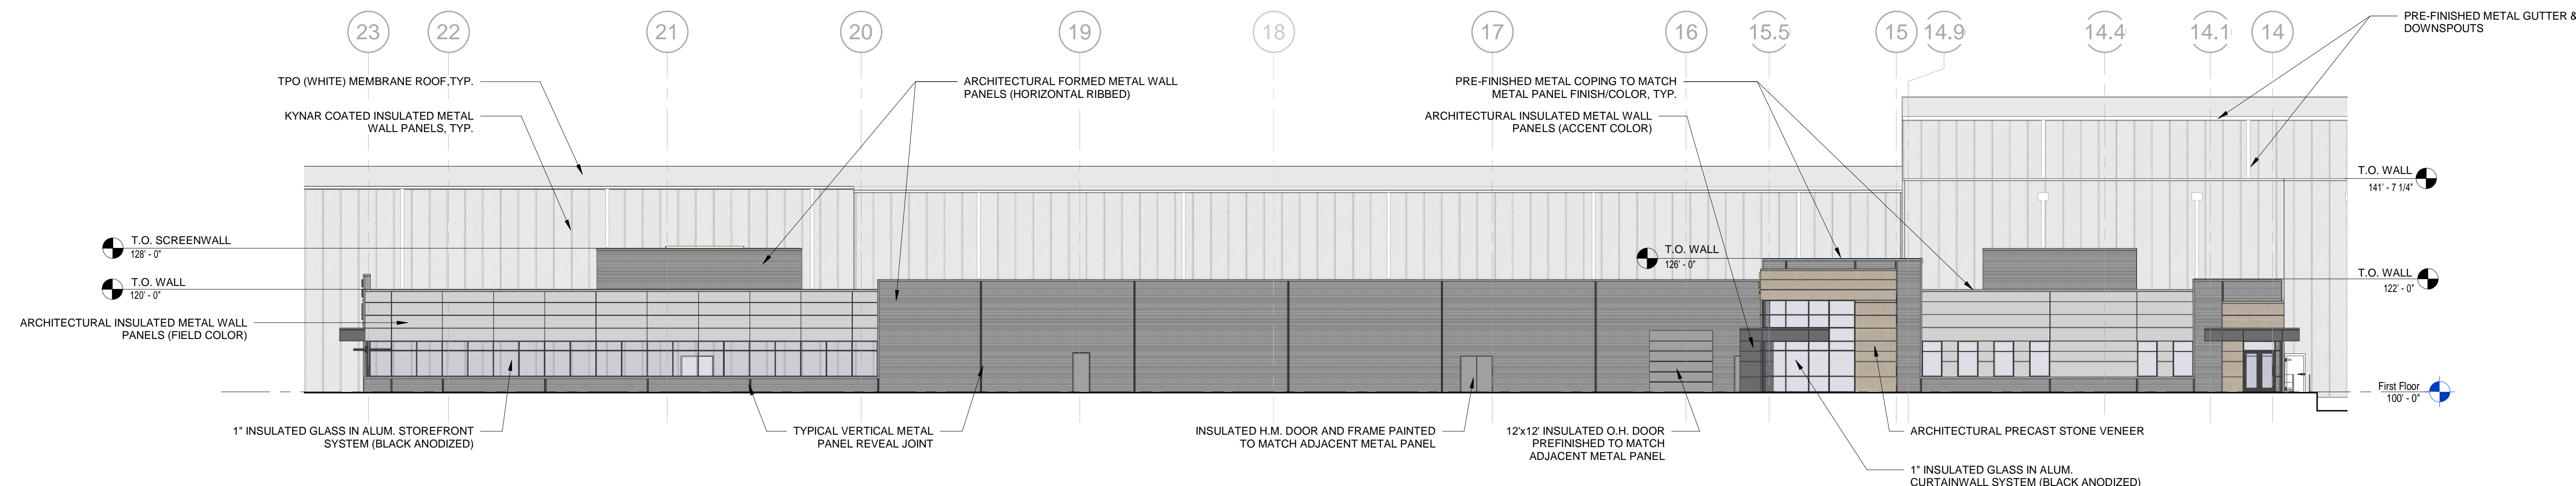 23
22
21
20
19
18
17
16
15.5
15
14.9
14.4
14.1
14
PRE-FINISHED METAL GUTTER &
DOWNSPOUTS
TPO (WHITE) MEMBRANE ROOF,TYP.
KYNAR COATED INSULATED METAL
WALL PANELS, TYP.
ARCHITECTURAL FORMED METAL WALL
PANELS (HORIZONTAL RIBBED)
PRE-FINISHED METAL COPING TO MATCH
METAL PANEL FINISH/COLOR, TYP.
ARCHITECTURAL INSULATED METAL WALL
PANELS (ACCENT COLOR)
T.O. WALL
141' - 7 1/4"
T.O. SCREENWALL
128' - 0"
T.O. WALL
126' - 0"
T.O. WALL
120' - 0"
T.O. WALL
122' - 0"
ARCHITECTURAL INSULATED METAL WALL
PANELS (FIELD COLOR)
First Floor
100' - 0"
1" INSULATED GLASS IN ALUM. STOREFRONT
SYSTEM (BLACK ANODIZED)
TYPICAL VERTICAL METAL
PANEL REVEAL JOINT
INSULATED H.M. DOOR AND FRAME PAINTED
TO MATCH ADJACENT METAL PANEL
12'x12' INSULATED O.H. DOOR
PREFINISHED TO MATCH
ADJACENT METAL PANEL
ARCHITECTURAL PRECAST STONE VENEER
1" INSULATED GLASS IN ALUM.
CURTAINWALL SYSTEM (BLACK ANODIZED)